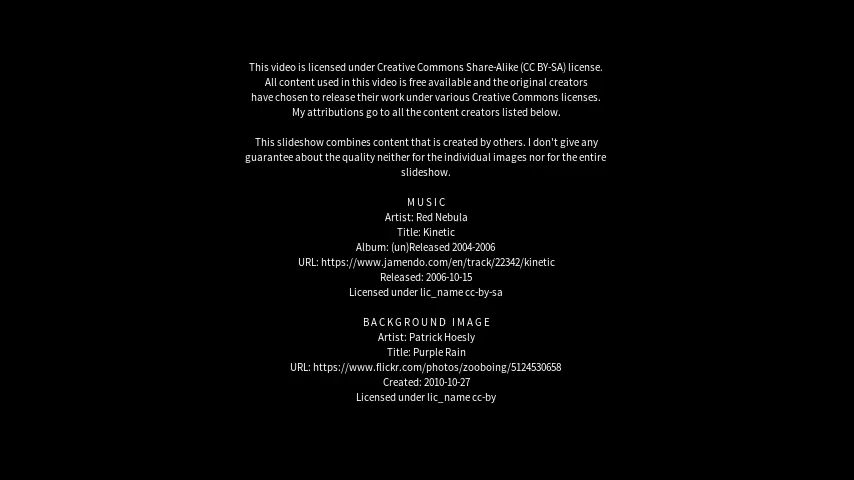 This video is licensed under Creative Commons Share-Alike (CC BY-SA) license.
All content used in this video is free available and the original creators
have chosen to release their work under various Creative Commons licenses.
My attributions go to all the content creators listed below.
This slideshow combines content that is created by others. I don't give any
guarantee about the quality neither for the individual images nor for the entire
slideshow.
M U S I C
Artist: Red Nebula
Title: Kinetic
Album: (un)Released 2004-2006
URL: https://www.jamendo.com/en/track/22342/kinetic
Released: 2006-10-15
Licensed under lic_name cc-by-sa
B A C K G R O U N D   I M A G E
Artist: Patrick Hoesly
Title: Purple Rain
URL: https://www.flickr.com/photos/zooboing/5124530658
Created: 2010-10-27
Licensed under lic_name cc-by